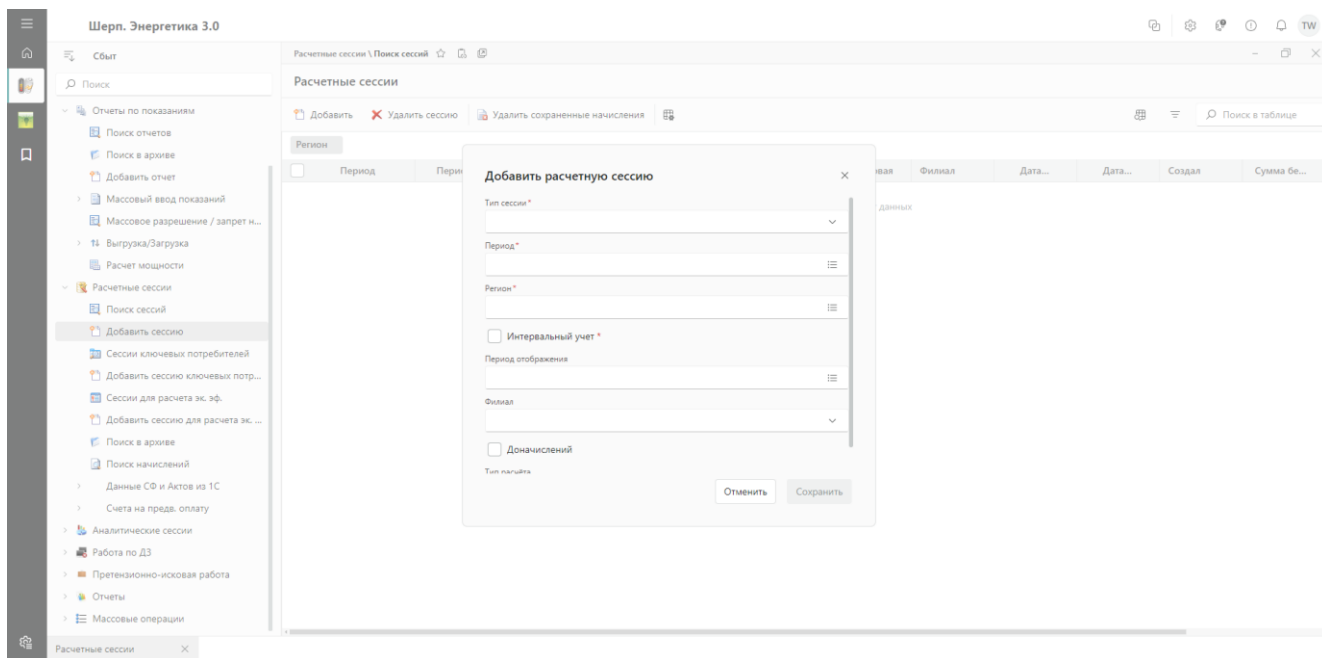 Шерп. Энергетика 3.0
TW
Сбыт
Расчетные сессии \ Поиск сессий
Поиск
Расчетные сессии
Отчеты по показаниям
Добавить
Удалить сессию
Удалить сохраненные начисления
Поиск в таблице
Поиск отчетов
Поиск в архиве
Регион
Добавить отчет
Период
Добавить расчетную сессию
Филиал
Дата...
Дата...
Создал
Сумма бе...
Массовый ввод показаний
Тип сессии *
данных
Массовое разрешение / запрет н...
Выгрузка/Загрузка
Период*
Расчет мощности
Расчетные сессии
Регион*
Поиск сессий
Добавить сессию
Интервальный учет *
Сессии ключевых потребителей
Период отображения
Добавить сессию ключевых потр...
Сессии для расчета эк. эф.
Филиал
Добавить сессию для расчета эк. ...
Поиск в архиве
Доначислений
Поиск начислений
Тип расчёта
Данные СФ и Актов из 1С
Отменить
Сохранить
Счета на предв. оплату
Аналитические сессии
Работа по ДЗ
Претензионно-исковая работа
Отчеты
Массовые операции
Расчетные сессии